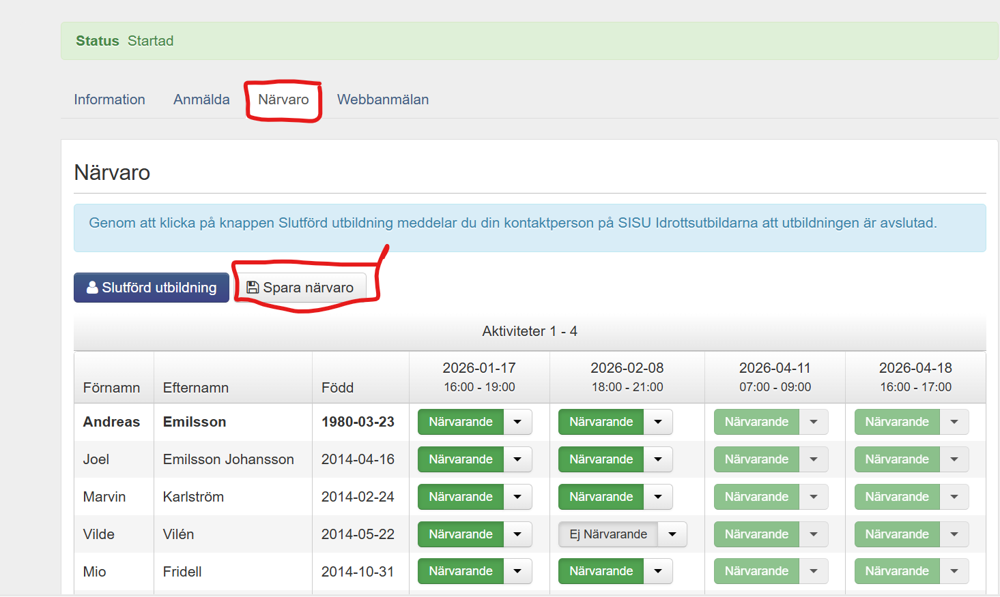 Status Startad
Information Anmälda Närvaro Webbanmälan
Närvaro
Genom att klicka på knappen Slutförd utbildning meddelar du din kontaktperson på SISU Idrottsutbildarna att utbildningen är avslutad.
Slutförd utbildning Spara närvaro
Aktiviteter 1 - 4
Förnamn Efternamn Född 2026-01-17 16:00 - 19:00 2026-02-08 18:00 - 21:00 2026-04-11 07:00 - 09:00 2026-04-18 16:00 - 17:00
Andreas Emilsson 1980-03-23 Närvarande Närvarande Närvarande Närvarande
Joel Emilsson Johansson 2014-04-16 Närvarande Närvarande Närvarande Närvarande
Marvin Karlström 2014-02-24 Närvarande Närvarande Närvarande Närvarande
Vilde Vilén 2014-05-22 Närvarande Ej Närvarande Närvarande Närvarande
Mio Fridell 2014-10-31 Närvarande Närvarande Närvarande Närvarande